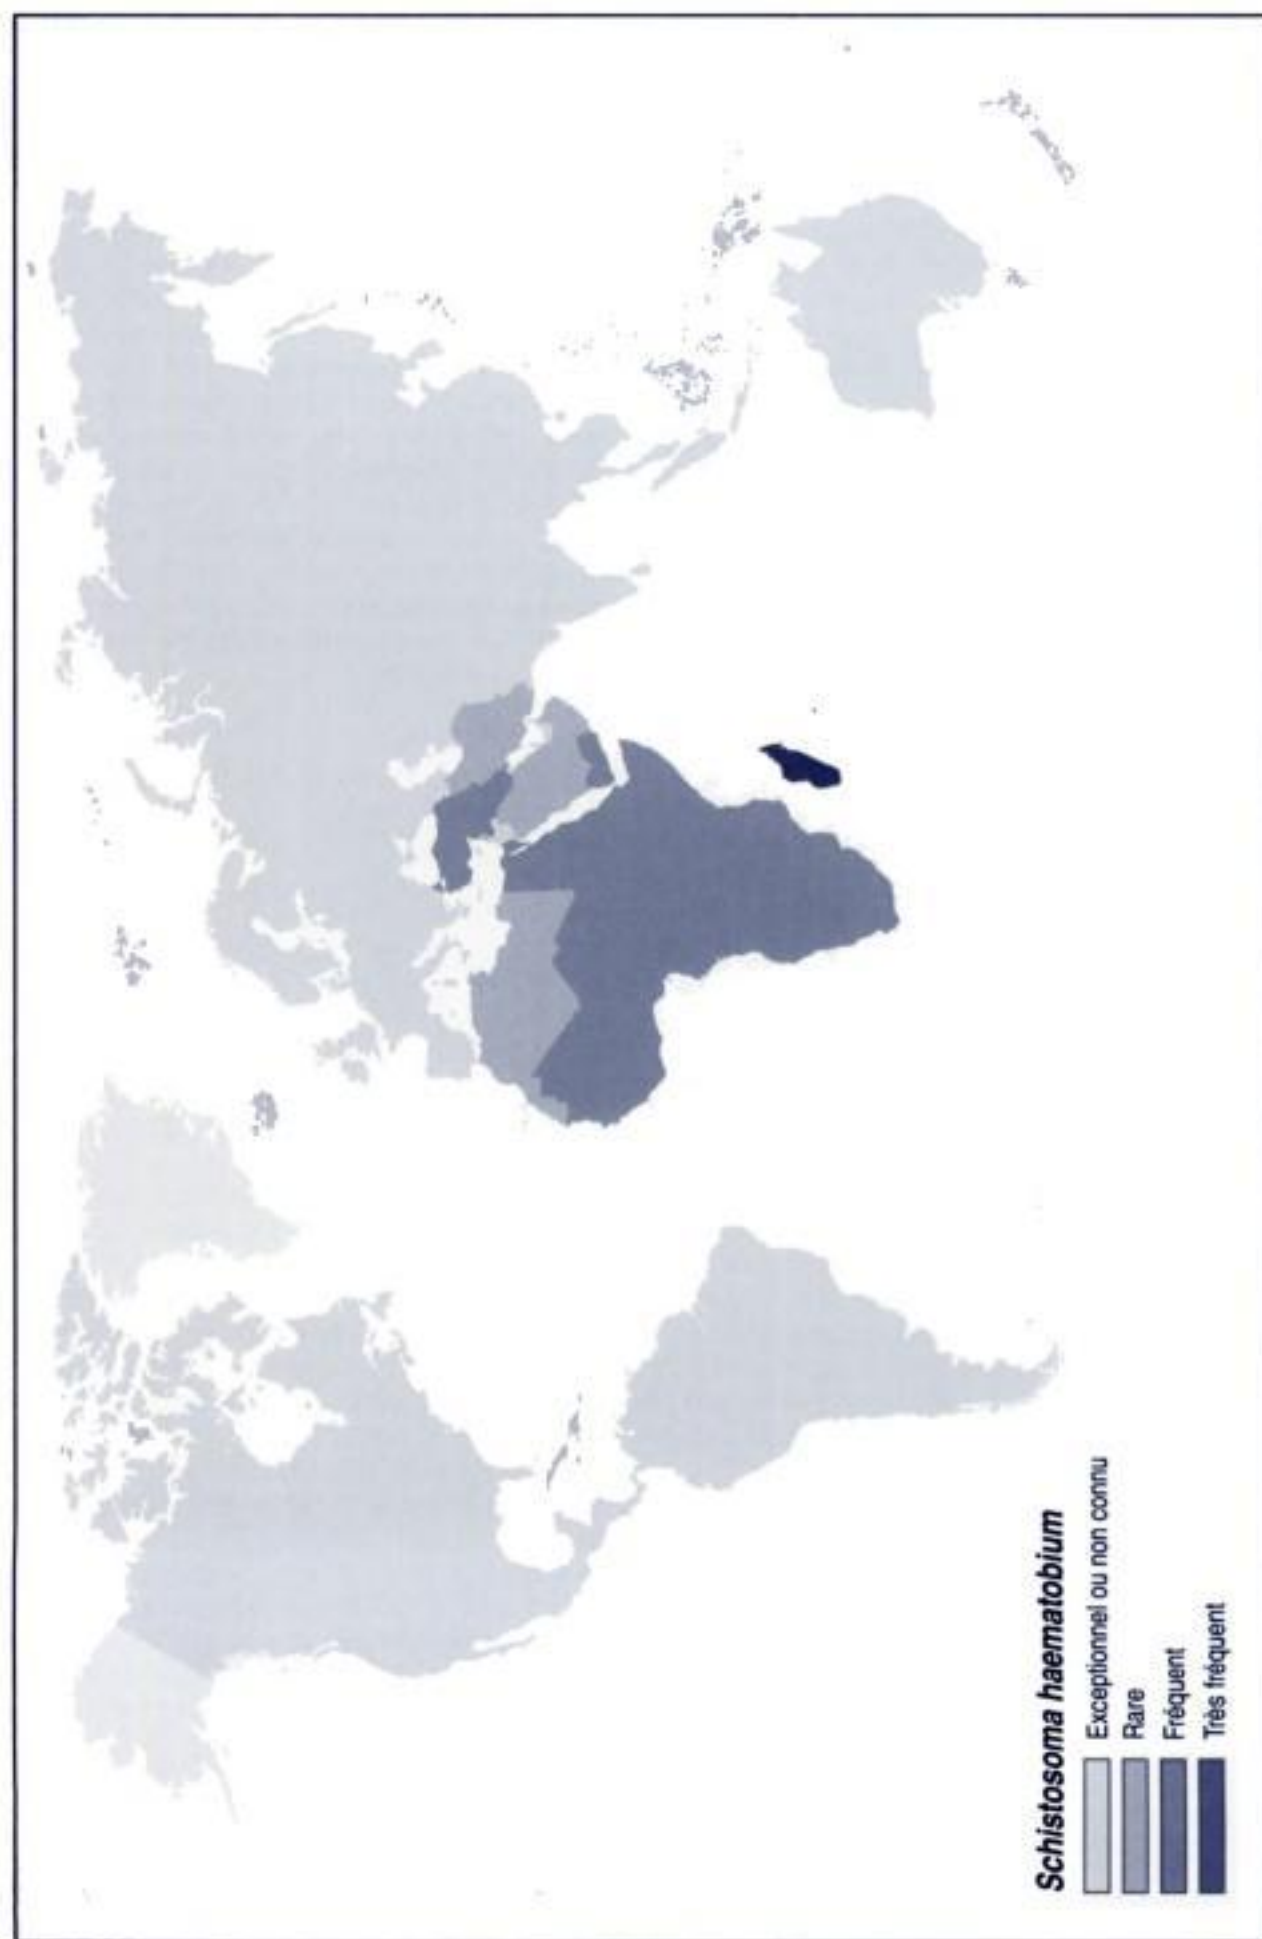 Schistosoma haematobium
Exceptionnel ou non connu
Rare
Fréquent
Très fréquent